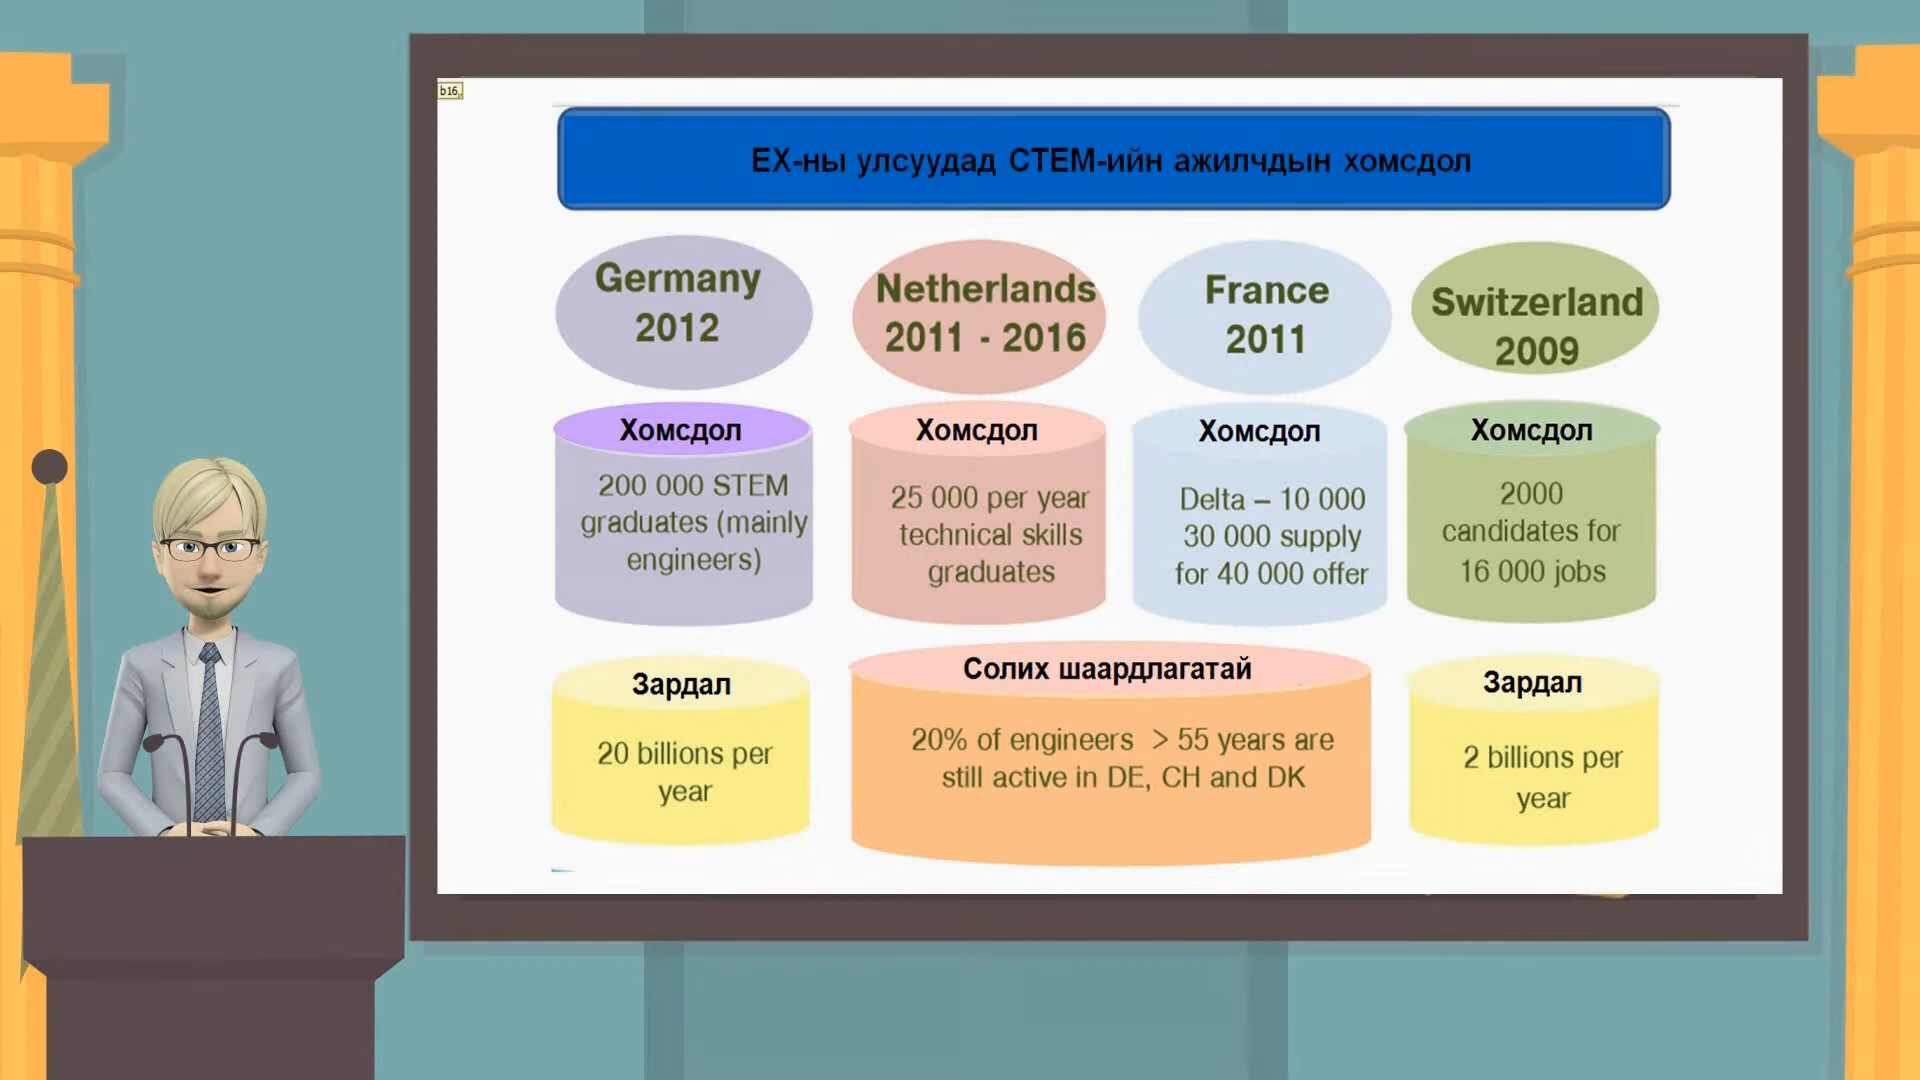 b16
ЕХ-ны улсуудад СТЕМ-ийн ажилчдын хомсдол
Germany
2012
Netherlands
2011 - 2016
France
2011
Switzerland
2009
Хомсдол
200 000 STEM
graduates (mainly
engineers)
Хомсдол
25 000 per year
technical skills
graduates
Хомсдол
Delta – 10 000
30 000 supply
for 40 000 offer
Хомсдол
2000
candidates for
16 000 jobs
Зардал
20 billions per
year
Солих шаардлагатай
20% of engineers > 55 years are
still active in DE, CH and DK
Зардал
2 billions per
year